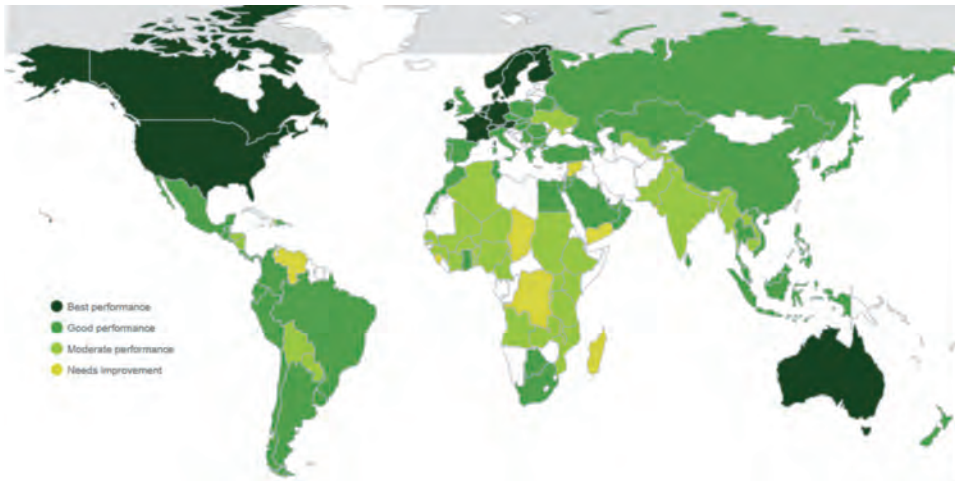 Best performance
Good performance
Moderate performance
Needs improvement